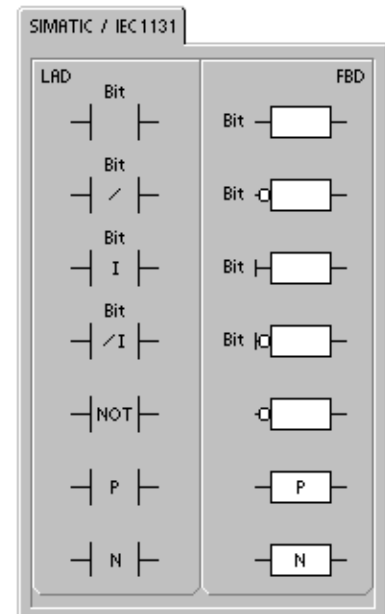 SIMATIC / IEC1131
LAD FBD
Bit
Bit
Bit
/
Bit
Bit
I
Bit
Bit
/I
Bit
NOT
P P
N N